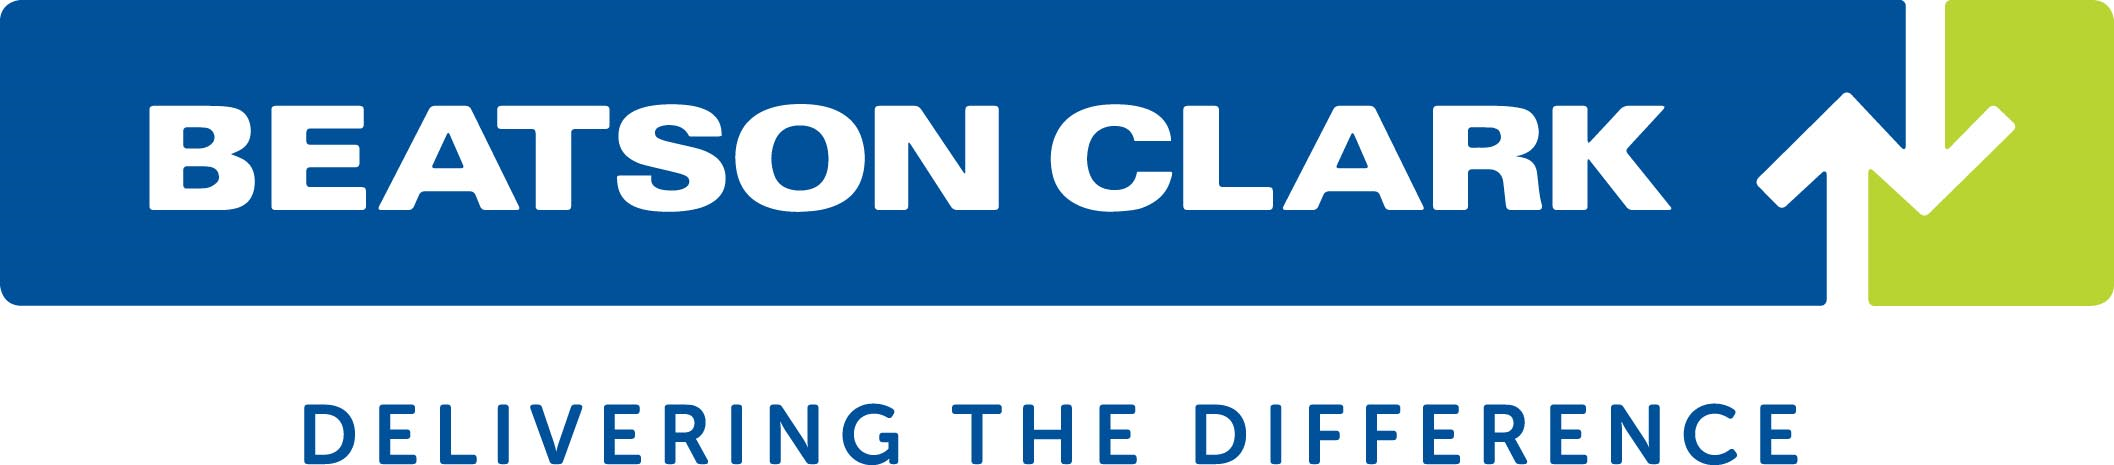 BEATSON CLARK
DELIVERING THE DIFFERENCE